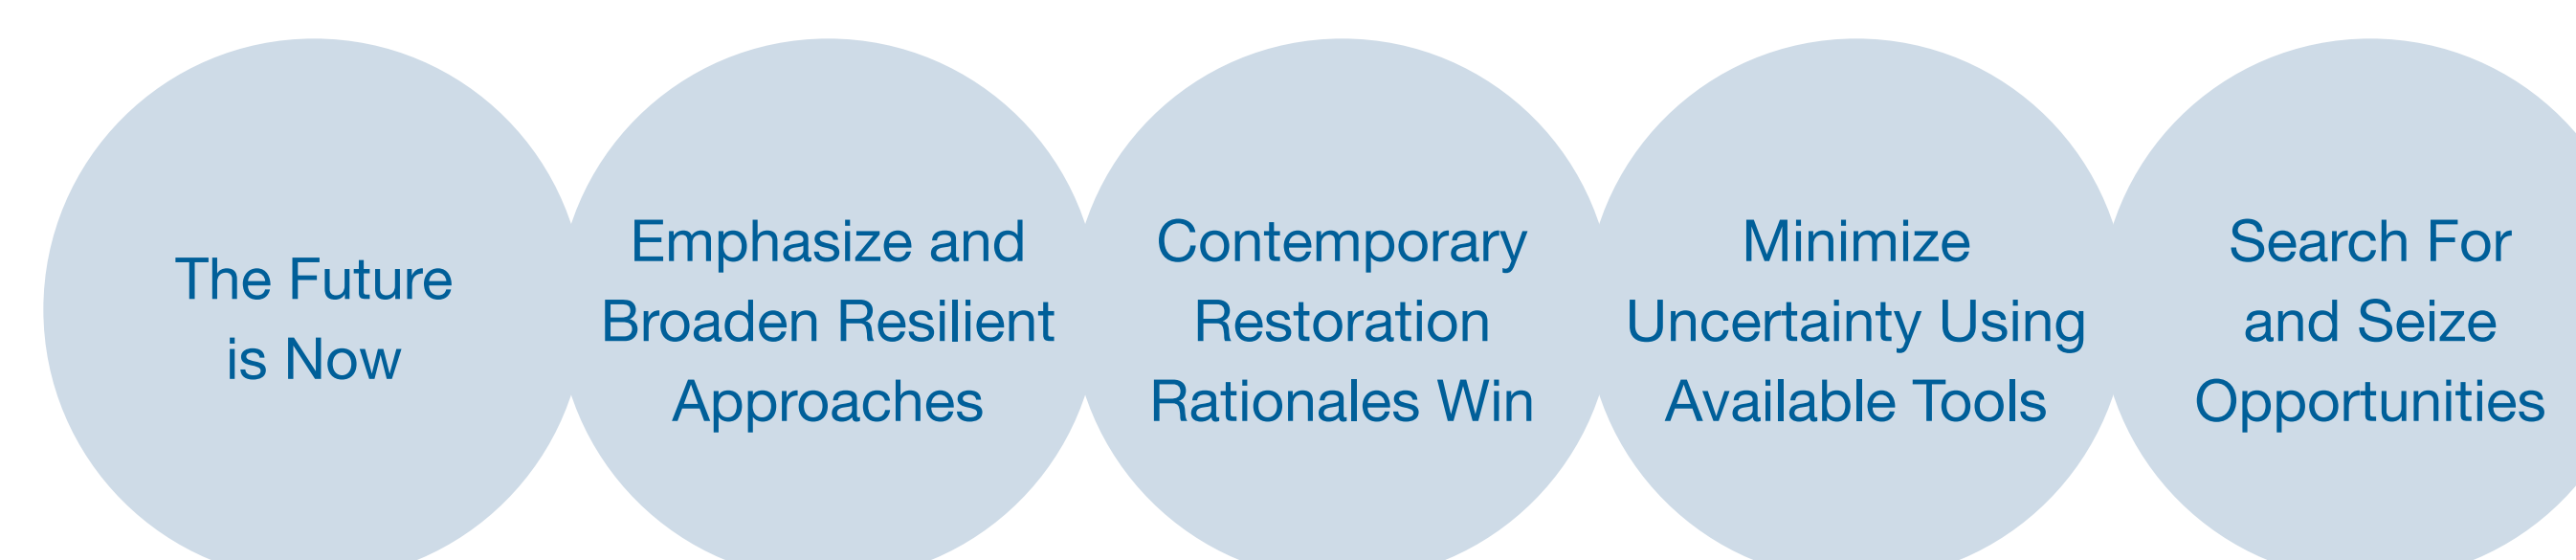 The Future
is Now
Emphasize and
Broaden Resilient
Approaches
Contemporary
Restoration
Rationales Win
Minimize
Uncertainty Using
Available Tools
Search For
and Seize
Opportunities